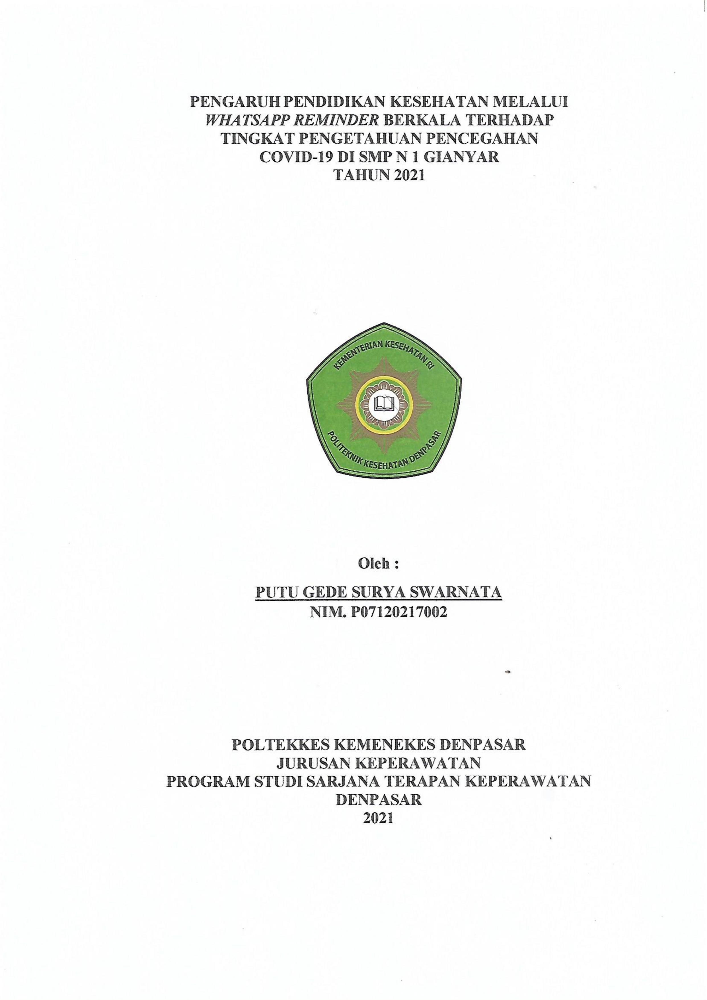 PENGARUH PENDIDIKAN KESEHATAN MELALUI
WHATSAPP REMINDER BERKALA TERHADAP
TINGKAT PENGETAHUAN PENCEGAHAN
COVID-19 DI SMP N 1 GIANYAR
TAHUN 2021
KEMENTERIAN KESEHATAN RI
POLITEKNIK KESEHATAN DENPASAR
Oleh :
PUTU GEDE SURYA SWARNATA
NIM. P07120217002
POLTEKKES KEMENEKES DENPASAR
JURUSAN KEPERAWATAN
PROGRAM STUDI SARJANA TERAPAN KEPERAWATAN
DENPASAR
2021